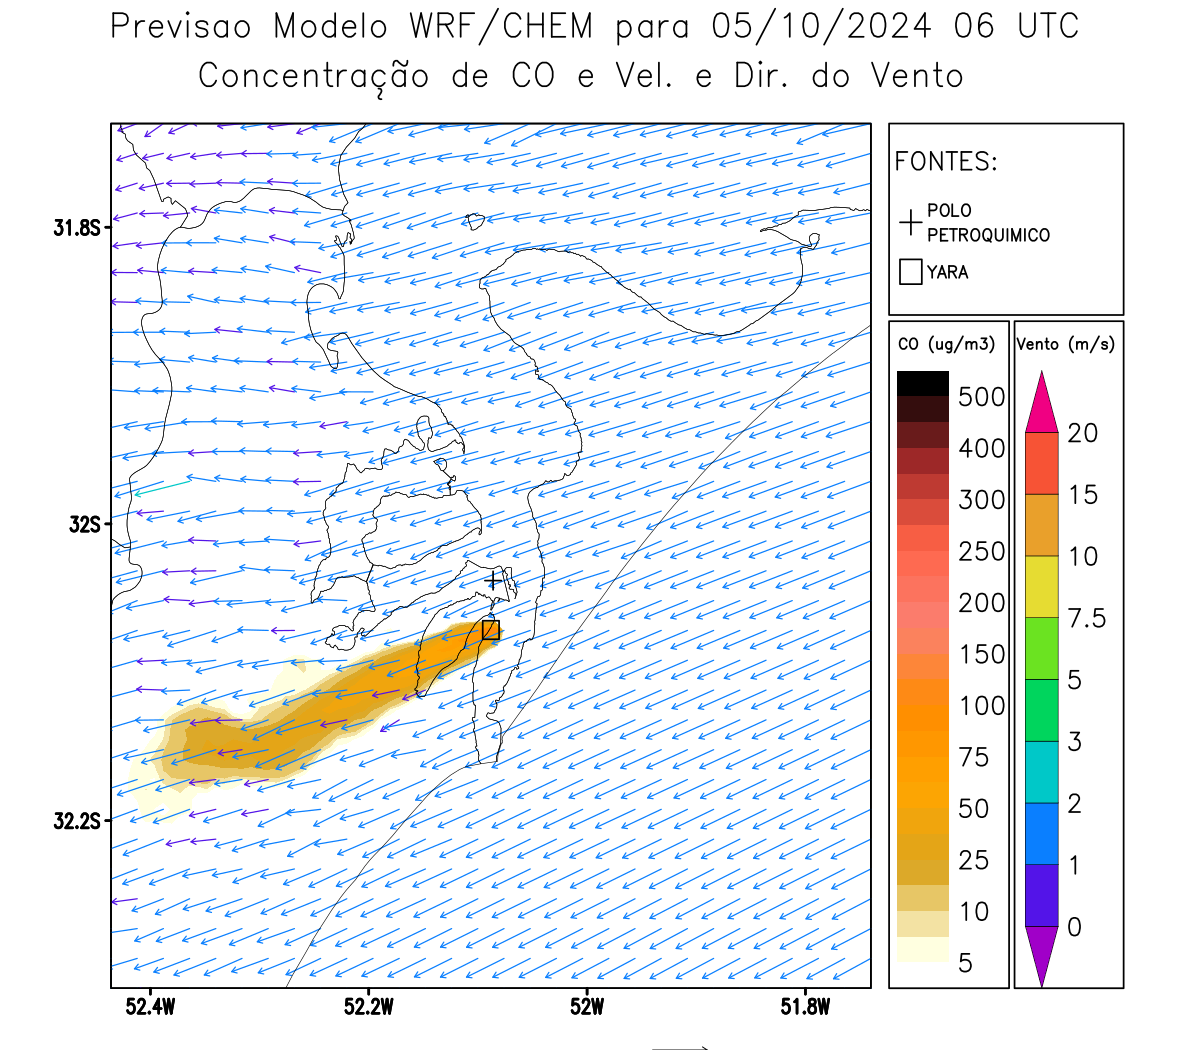 Previsao Modelo WRF/CHEM para 05/10/2024 06 UTC
Concentração de CO e Vel. e Dir. do Vento
FONTES:
POLO
PETROQUIMICO
YARA
CO (ug/m3)
500
400
300
250
200
150
100
75
50
25
10
5
Vento (m/s)
20
15
10
7.5
5
3
2
1
0
31.8S
32S
32.2S
52.4W
52.2W
52W
51.8W